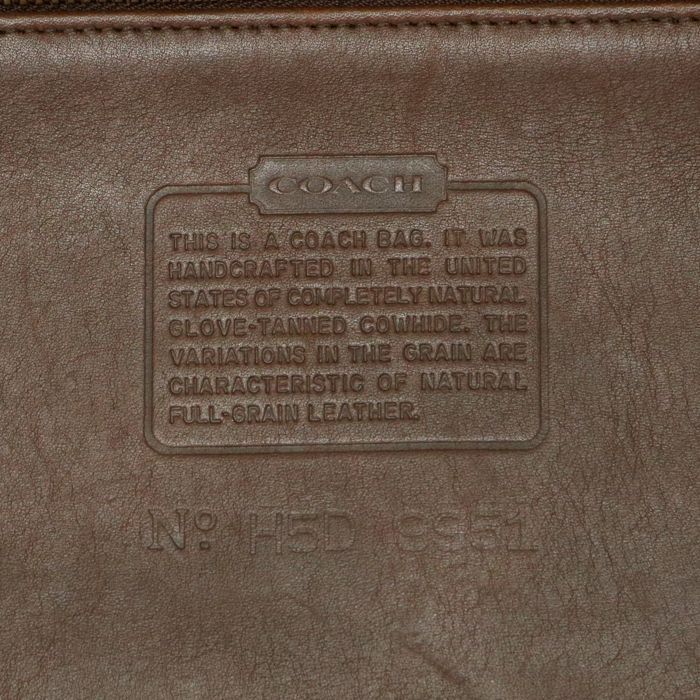 COACH
THIS IS A COACH BAG. IT WAS
HANDCRAFTED IN THE UNITED
STATES OF COMPLETELY NATURAL
GLOVE-TANNED COWHIDE. THE
VARIATIONS IN THE GRAIN ARE
CHARACTERISTIC OF NATURAL
FULL-GRAIN LEATHER.
Nº H5D